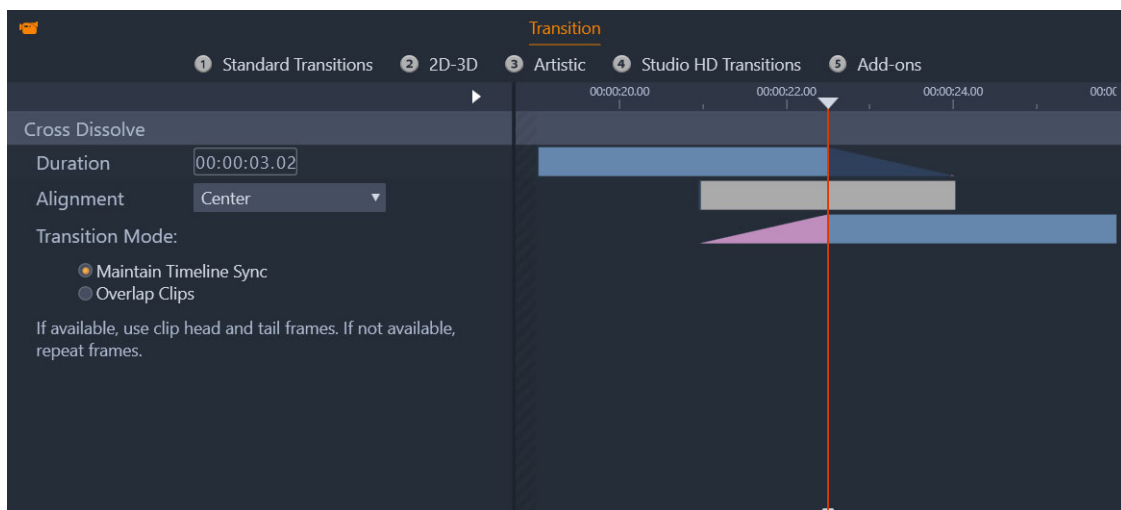 Transition
1 Standard Transitions 2 2D-3D 3 Artistic 4 Studio HD Transitions 5 Add-ons
00:00:20.00 00:00:22.00 00:00:24.00 00:00
Cross Dissolve
Duration 00:00:03.02
Alignment Center
Transition Mode:
Maintain Timeline Sync
Overlap Clips
If available, use clip head and tail frames. If not available,
repeat frames.